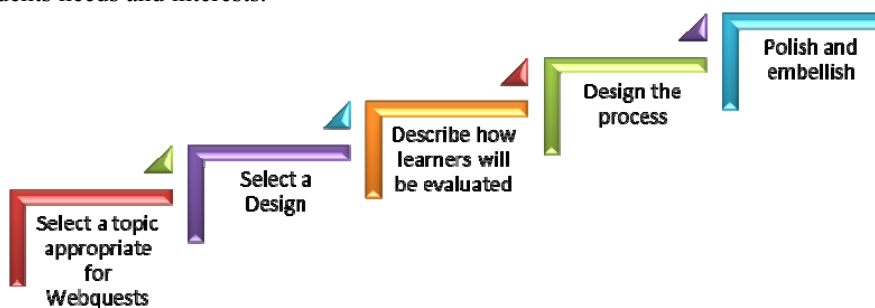 Select a topic
appropriate
for
Webquests
Select a
Design
Describe how
learners will
be evaluated
Design the
process
Polish and
embellish